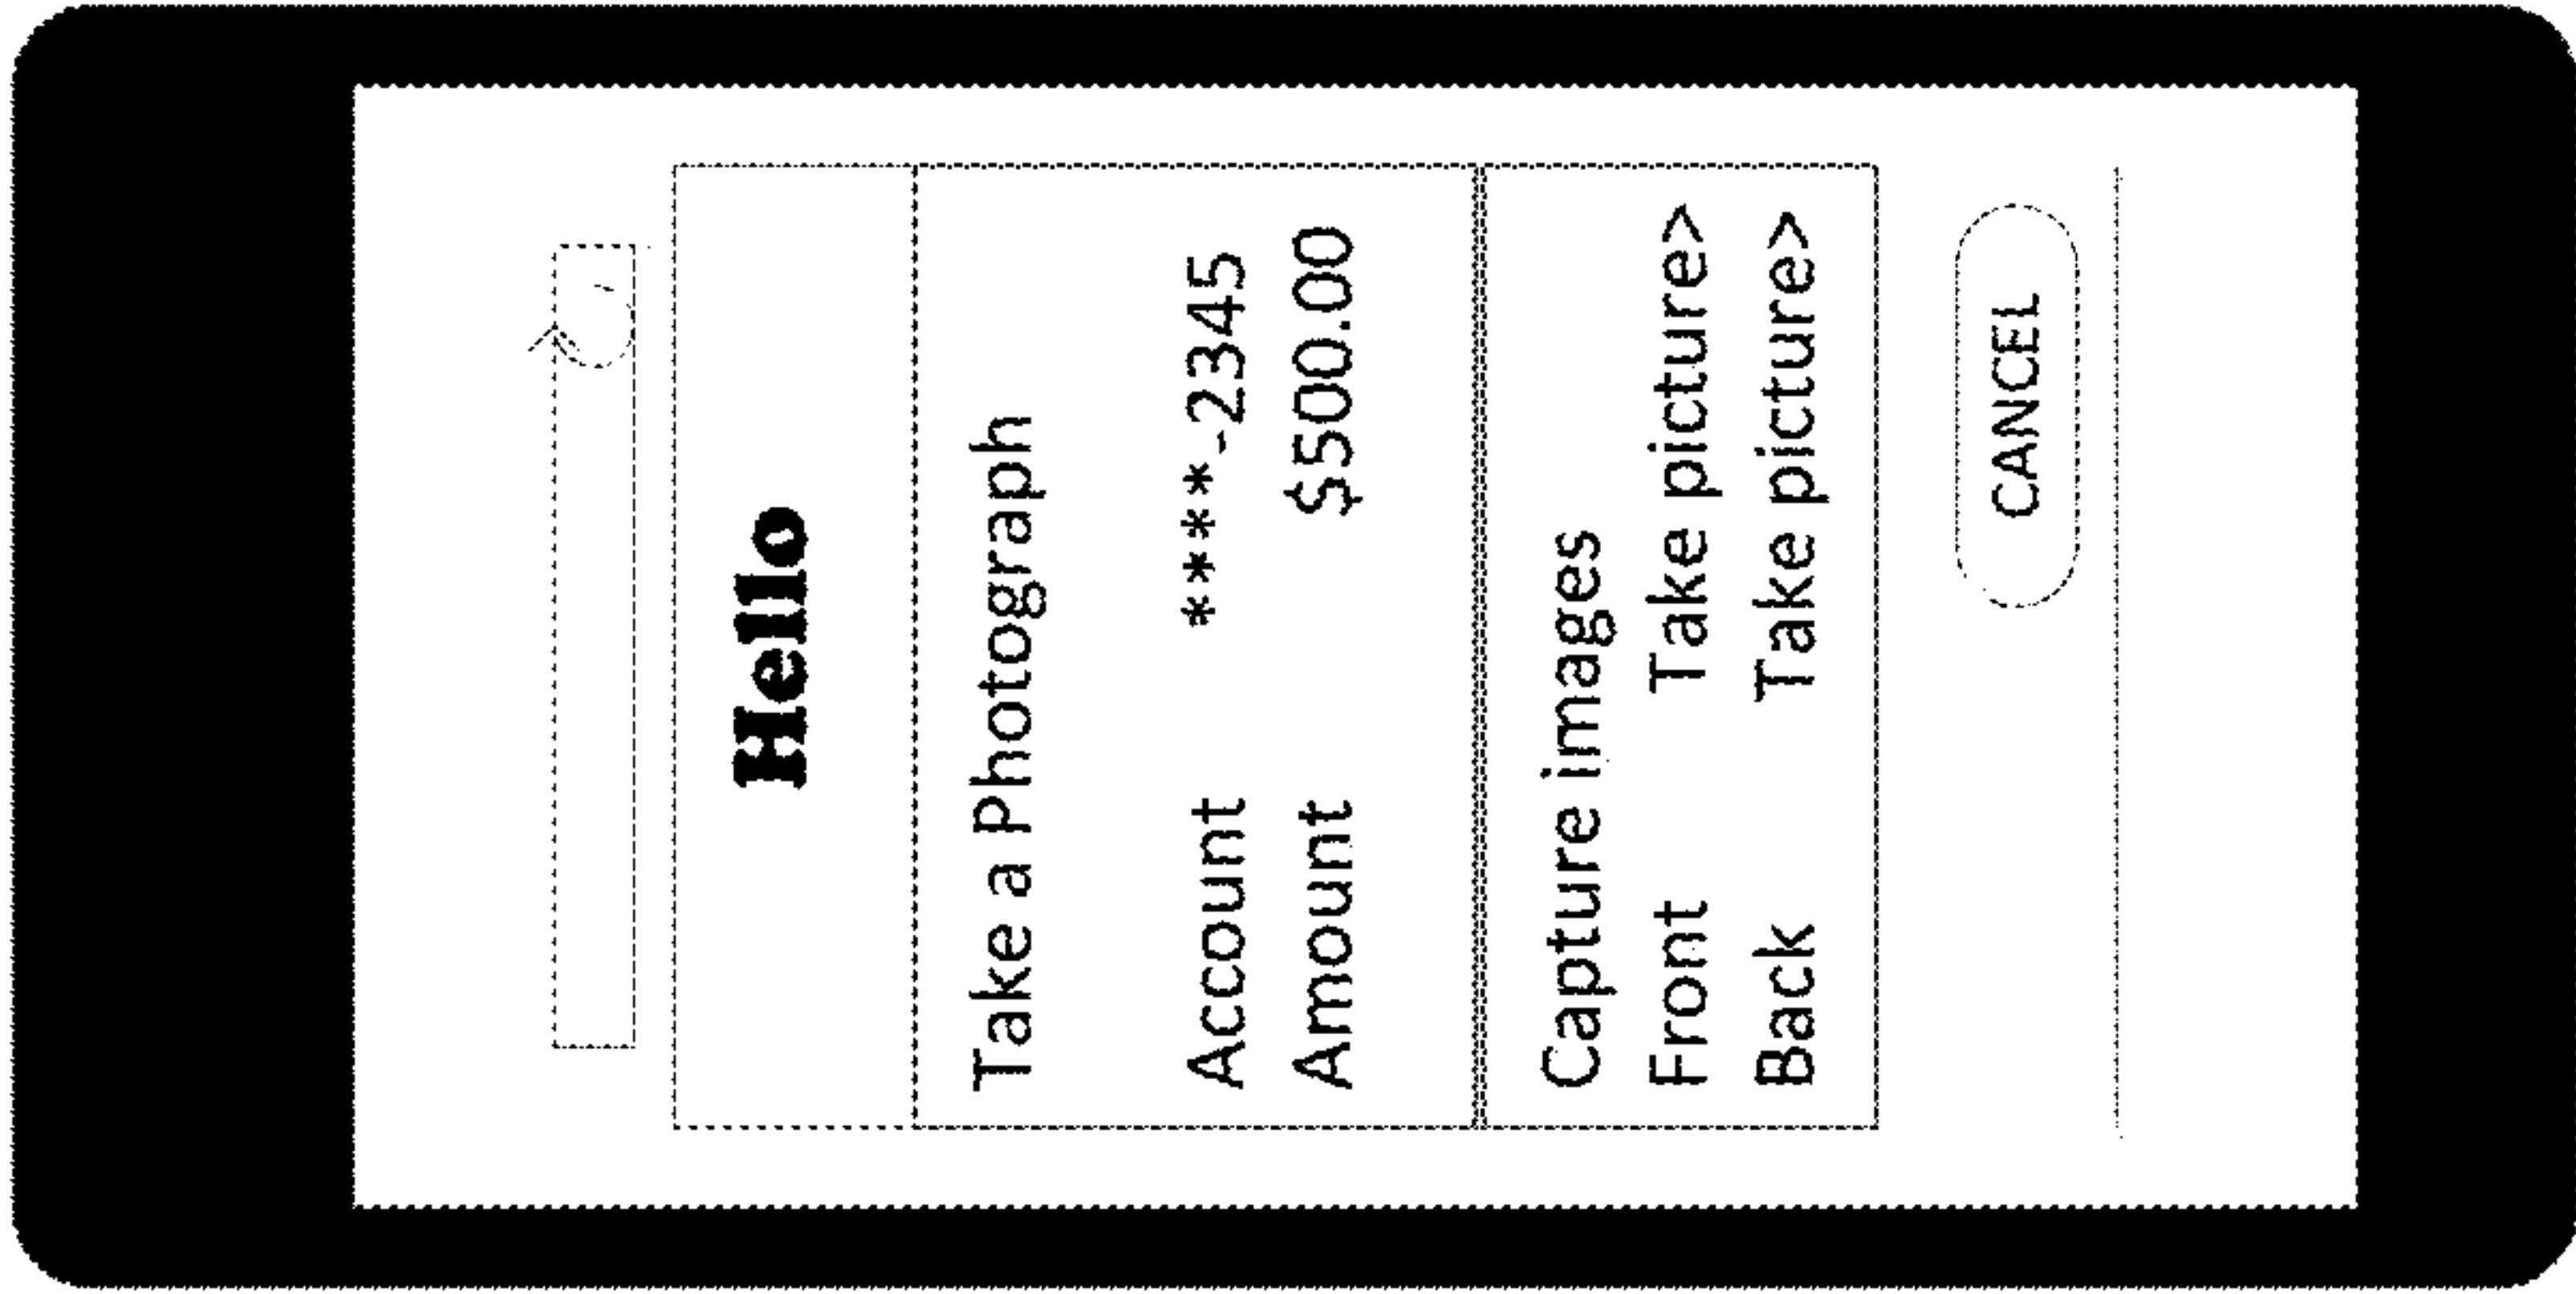 Hello
Take a Photograph
Account ****-2345
Amount $500.00
Capture images
Front Take picture>
Back Take picture>
CANCEL